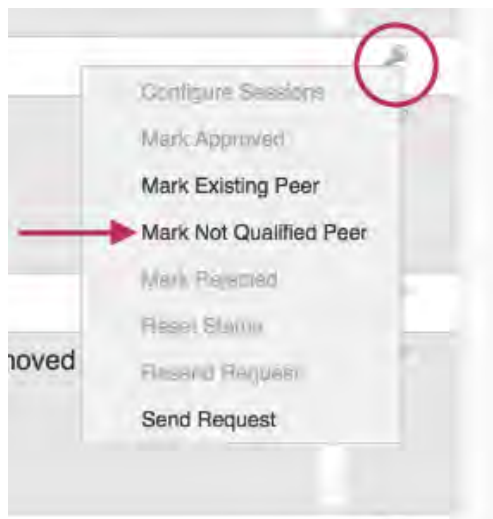 Configure Sessions
Mark Approved
Mark Existing Peer
Mark Not Qualified Peer
Mark Rejected
Reset Status
noved
Resend Request
Send Request